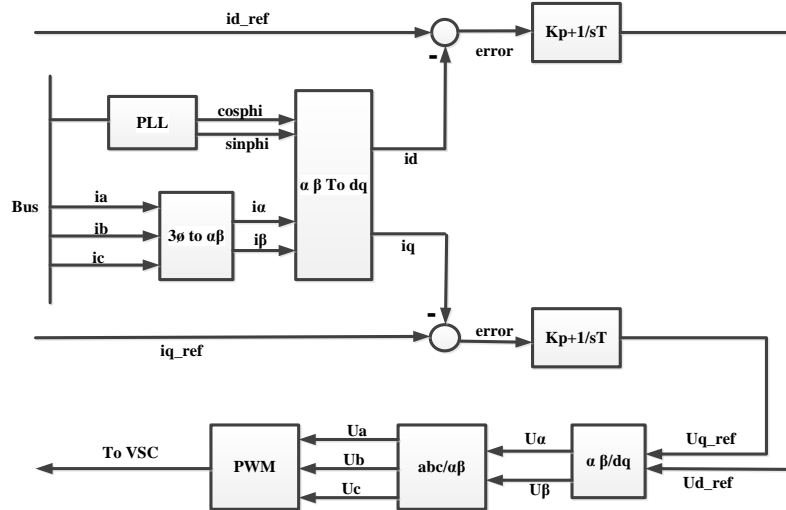 id_ref
-
error
Kp+1/sT
PLL
cosphi
sinphi
α β To dq
id
Bus
ia
ib
ic
3ø to αβ
iα
iβ
iq
-
error
Kp+1/sT
iq_ref
To VSC
PWM
Ua
Ub
Uc
abc/αβ
Uα
Uβ
α β/dq
Uq_ref
Ud_ref